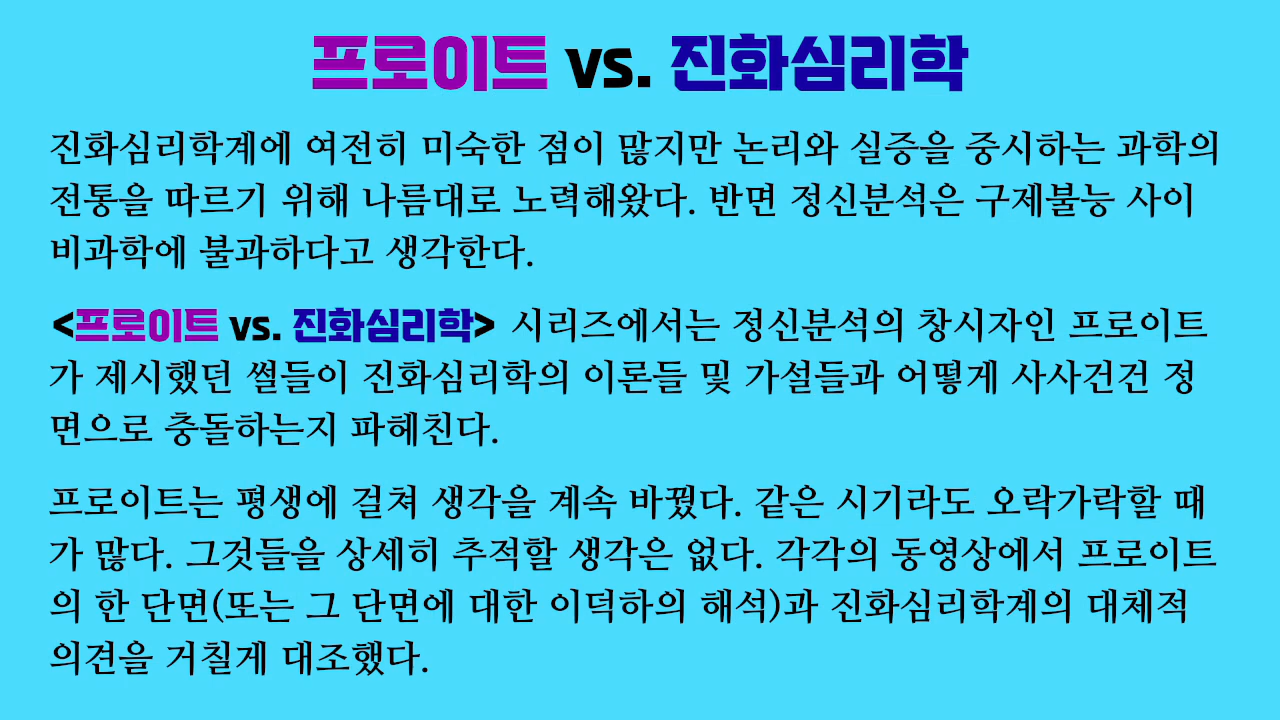 프로이트 vs. 진화심리학
진화심리학계에 여전히 미숙한 점이 많지만 논리와 실증을 중시하는 과학의
전통을 따르기 위해 나름대로 노력해왔다. 반면 정신분석은 구제불능 사이
비과학에 불과하다고 생각한다.
<프로이트 vs. 진화심리학> 시리즈에서는 정신분석의 창시자인 프로이트
가 제시했던 썰들이 진화심리학의 이론들 및 가설들과 어떻게 사사건건 정
면으로 충돌하는지 파헤친다.
프로이트는 평생에 걸쳐 생각을 계속 바꿨다. 같은 시기라도 오락가락할 때
가 많다. 그것들을 상세히 추적할 생각은 없다. 각각의 동영상에서 프로이트
의 한 단면(또는 그 단면에 대한 이덕하의 해석)과 진화심리학계의 대체적
의견을 거칠게 대조했다.